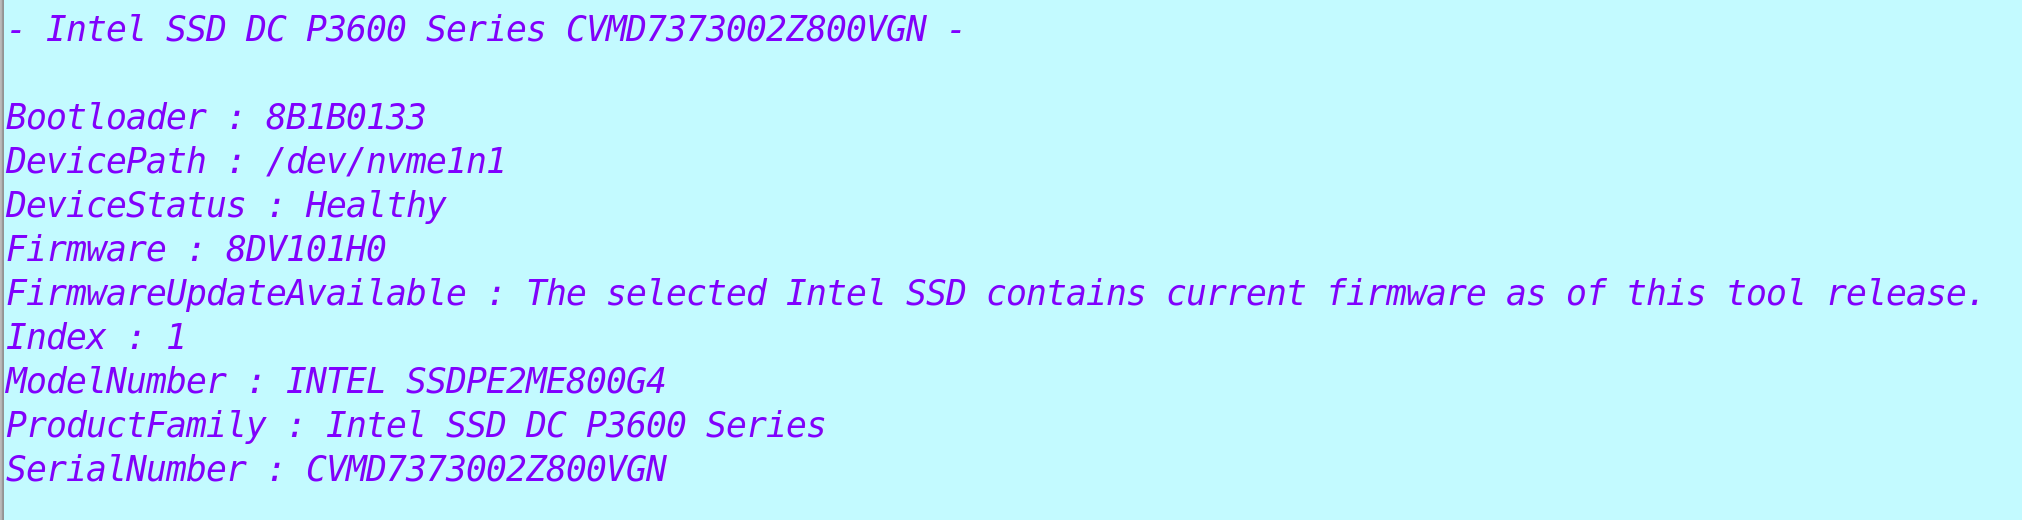 - Intel SSD DC P3600 Series CVMD7373002Z800VGN -
Bootloader : 8B1B0133
DevicePath : /dev/nvme1n1
DeviceStatus : Healthy
Firmware : 8DV101H0
FirmwareUpdateAvailable : The selected Intel SSD contains current firmware as of this tool release.
Index : 1
ModelNumber : INTEL SSDPE2ME800G4
ProductFamily : Intel SSD DC P3600 Series
SerialNumber : CVMD7373002Z800VGN